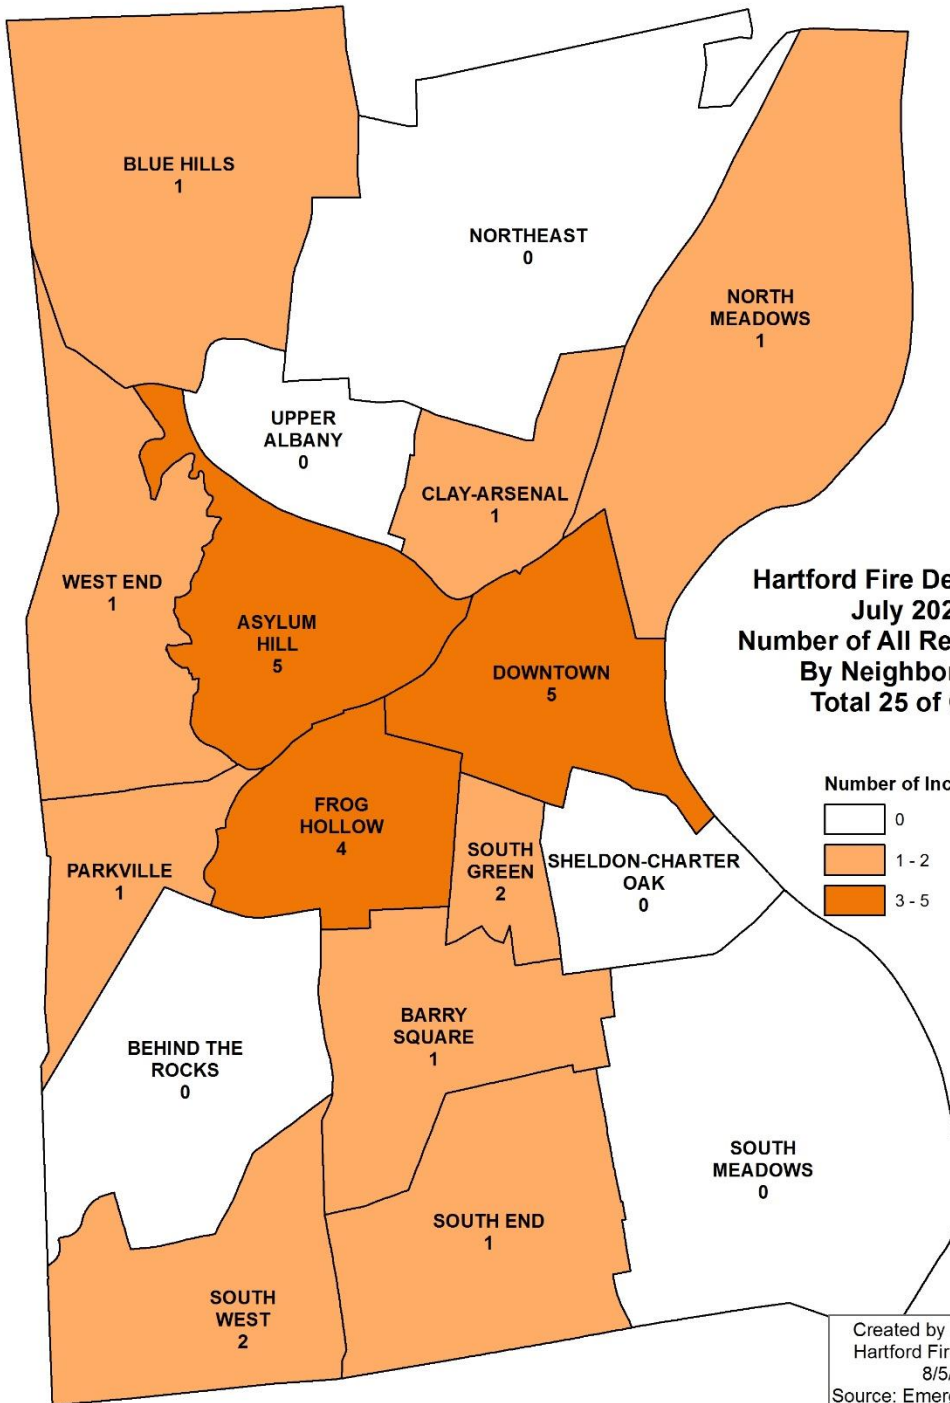 BLUE HILLS
1
NORTHEAST
0
NORTH
MEADOWS
1
UPPER
ALBANY
0
CLAY-ARSENAL
1
WEST END
1
ASYLUM
HILL
5
DOWNTOWN
5
Hartford Fire De
July 202
Number of All Re
By Neighbor
Total 25 of
Number of Inc
0
1 - 2
3 - 5
FROG
HOLLOW
4
SOUTH
GREEN
2
SHELDON-CHARTER
OAK
0
PARKVILLE
1
BARRY
SQUARE
1
BEHIND THE
ROCKS
0
SOUTH
MEADOWS
0
SOUTH END
1
SOUTH
WEST
2
Created by
Hartford Fir
8/5/
Source: Emerg